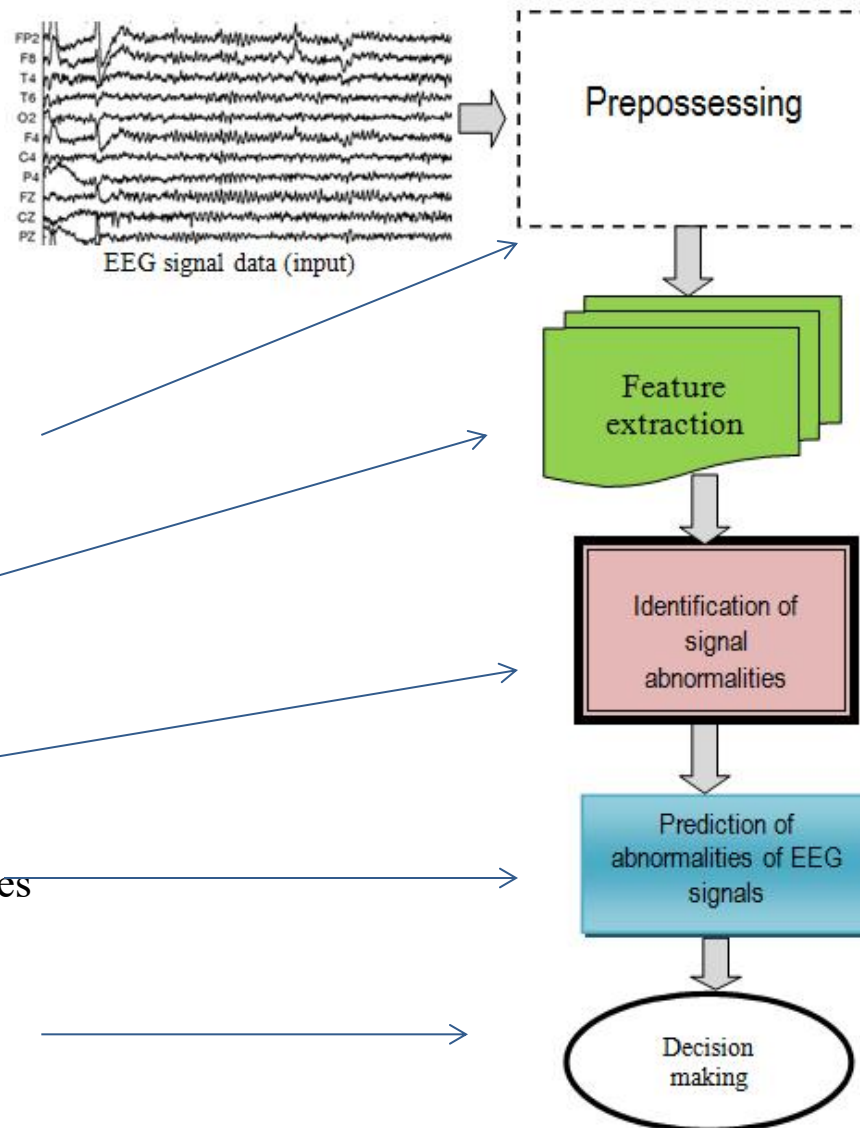 FP2
F8
T4
T6
O2
F4
C4
P4
FZ
CZ
PZ
EEG signal data (input)
Prepossessing
Feature
extraction
Identification of
signal
abnormalities
Prediction of
abnormalities of EEG
signals
es
Decision
making